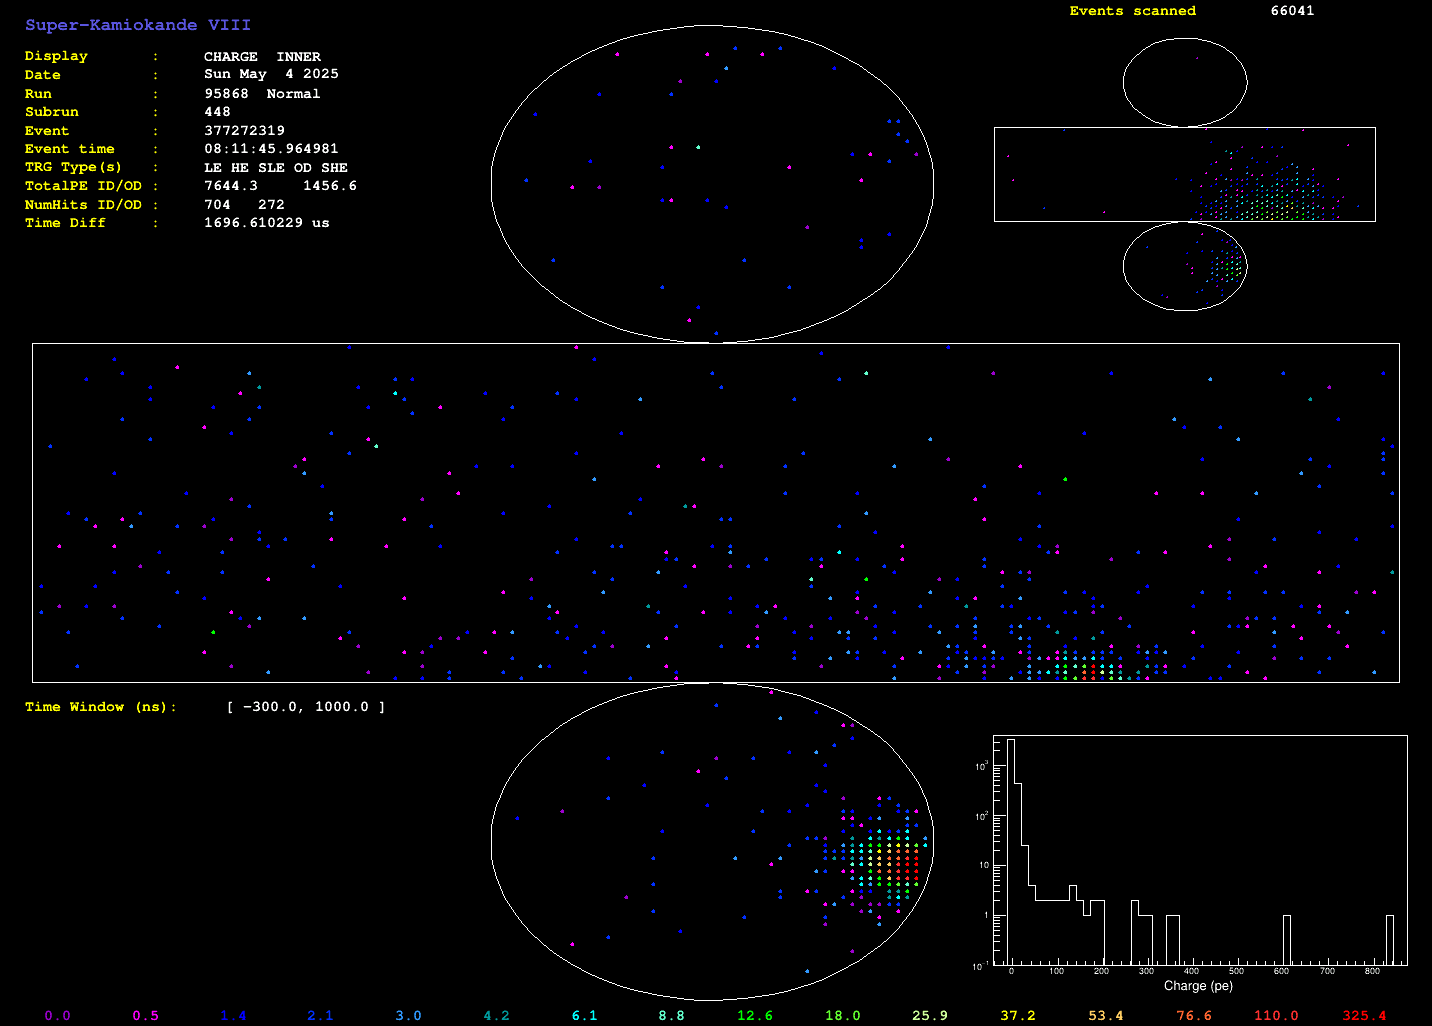 Super-Kamiokande VIII
Events scanned 66041
Display : CHARGE INNER
Date : Sun May 4 2025
Run : 95868 Normal
Subrun : 448
Event : 377272319
Event time : 08:11:45.964981
TRG Type(s) : LE HE SLE OD SHE
TotalPE ID/OD : 7644.3 1456.6
NumHits ID/OD : 704 272
Time Diff : 1696.610229 us
Time Window (ns): [ -300.0, 1000.0 ]
10³
10²
10
1
10⁻¹
0 100 200 300 400 500 600 700 800
Charge (pe)
0.0 0.5 1.4 2.1 3.0 4.2 6.1 8.8 12.6 18.0 25.9 37.2 53.4 76.6 110.0 325.4